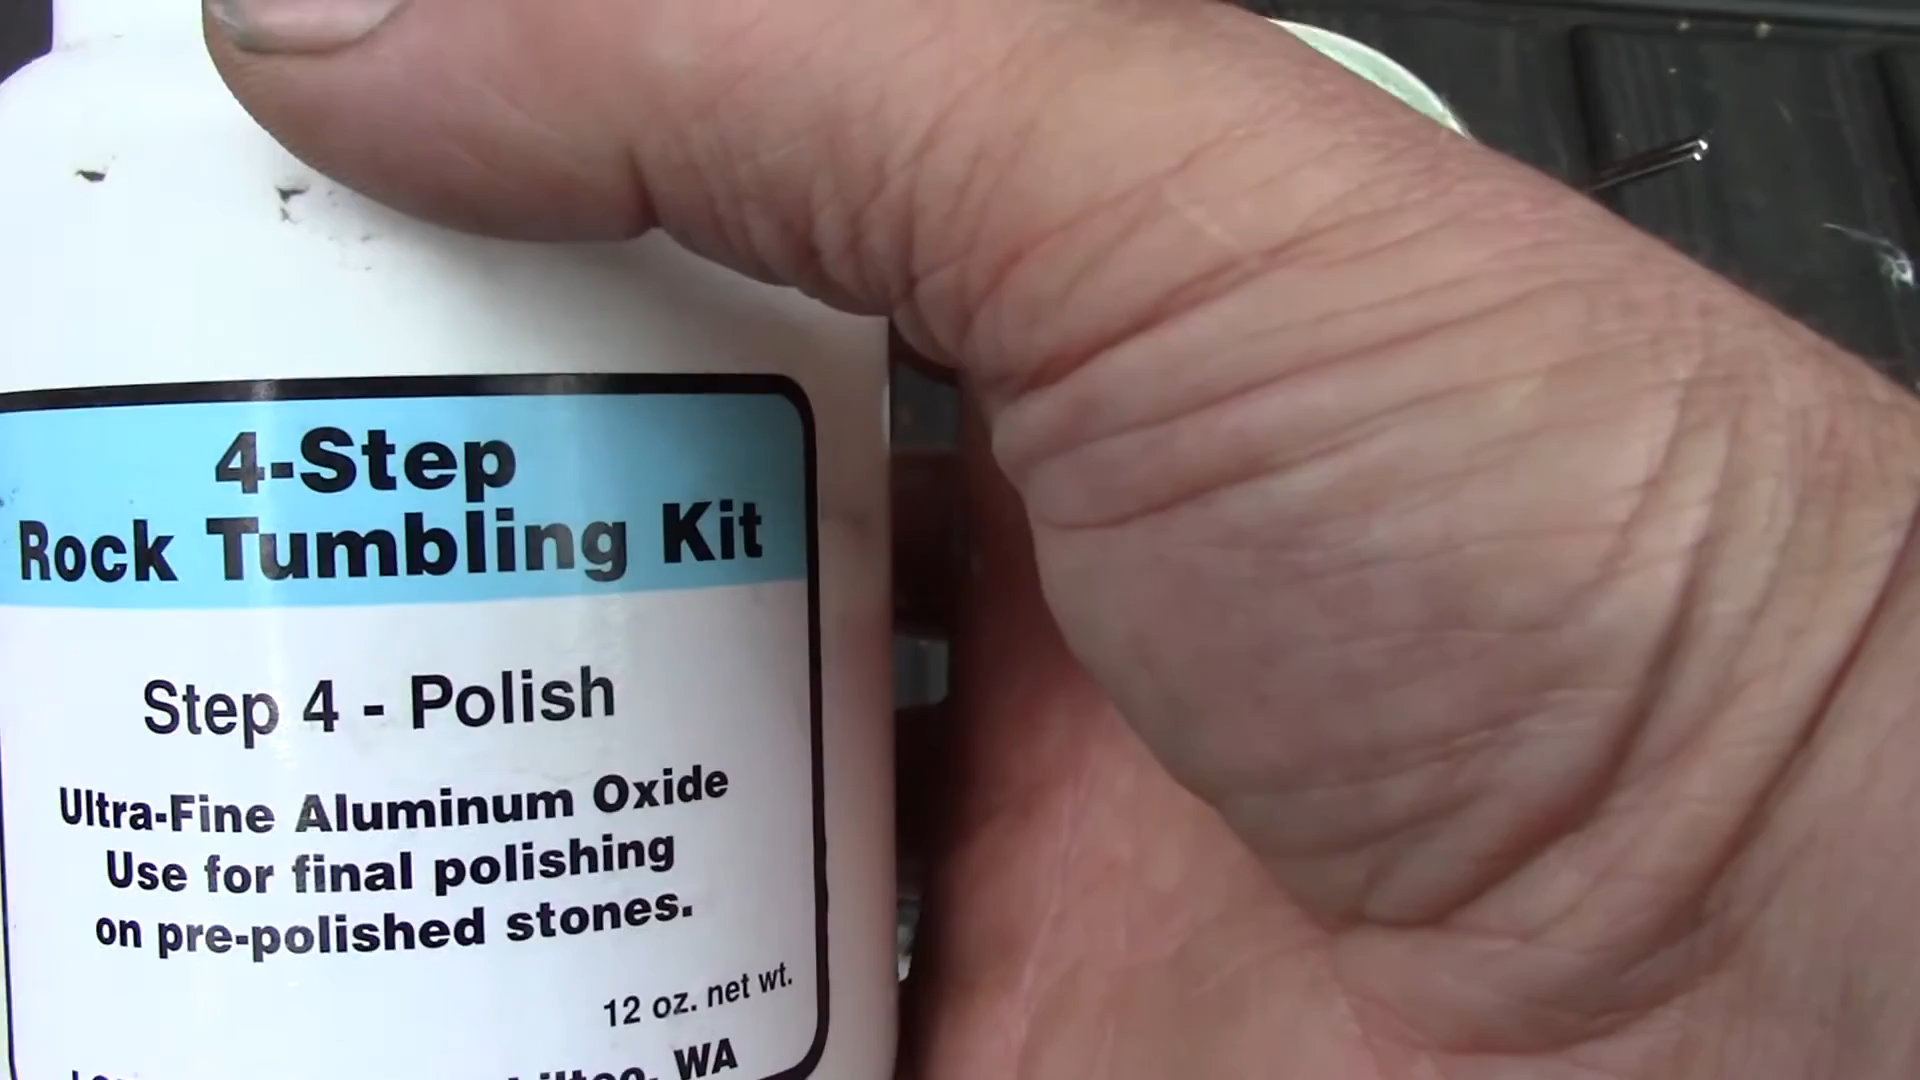 4-Step
Rock Tumbling Kit
Step 4 - Polish
Ultra-Fine Aluminum Oxide
Use for final polishing
on pre-polished stones.
12 oz. net wt.
WA